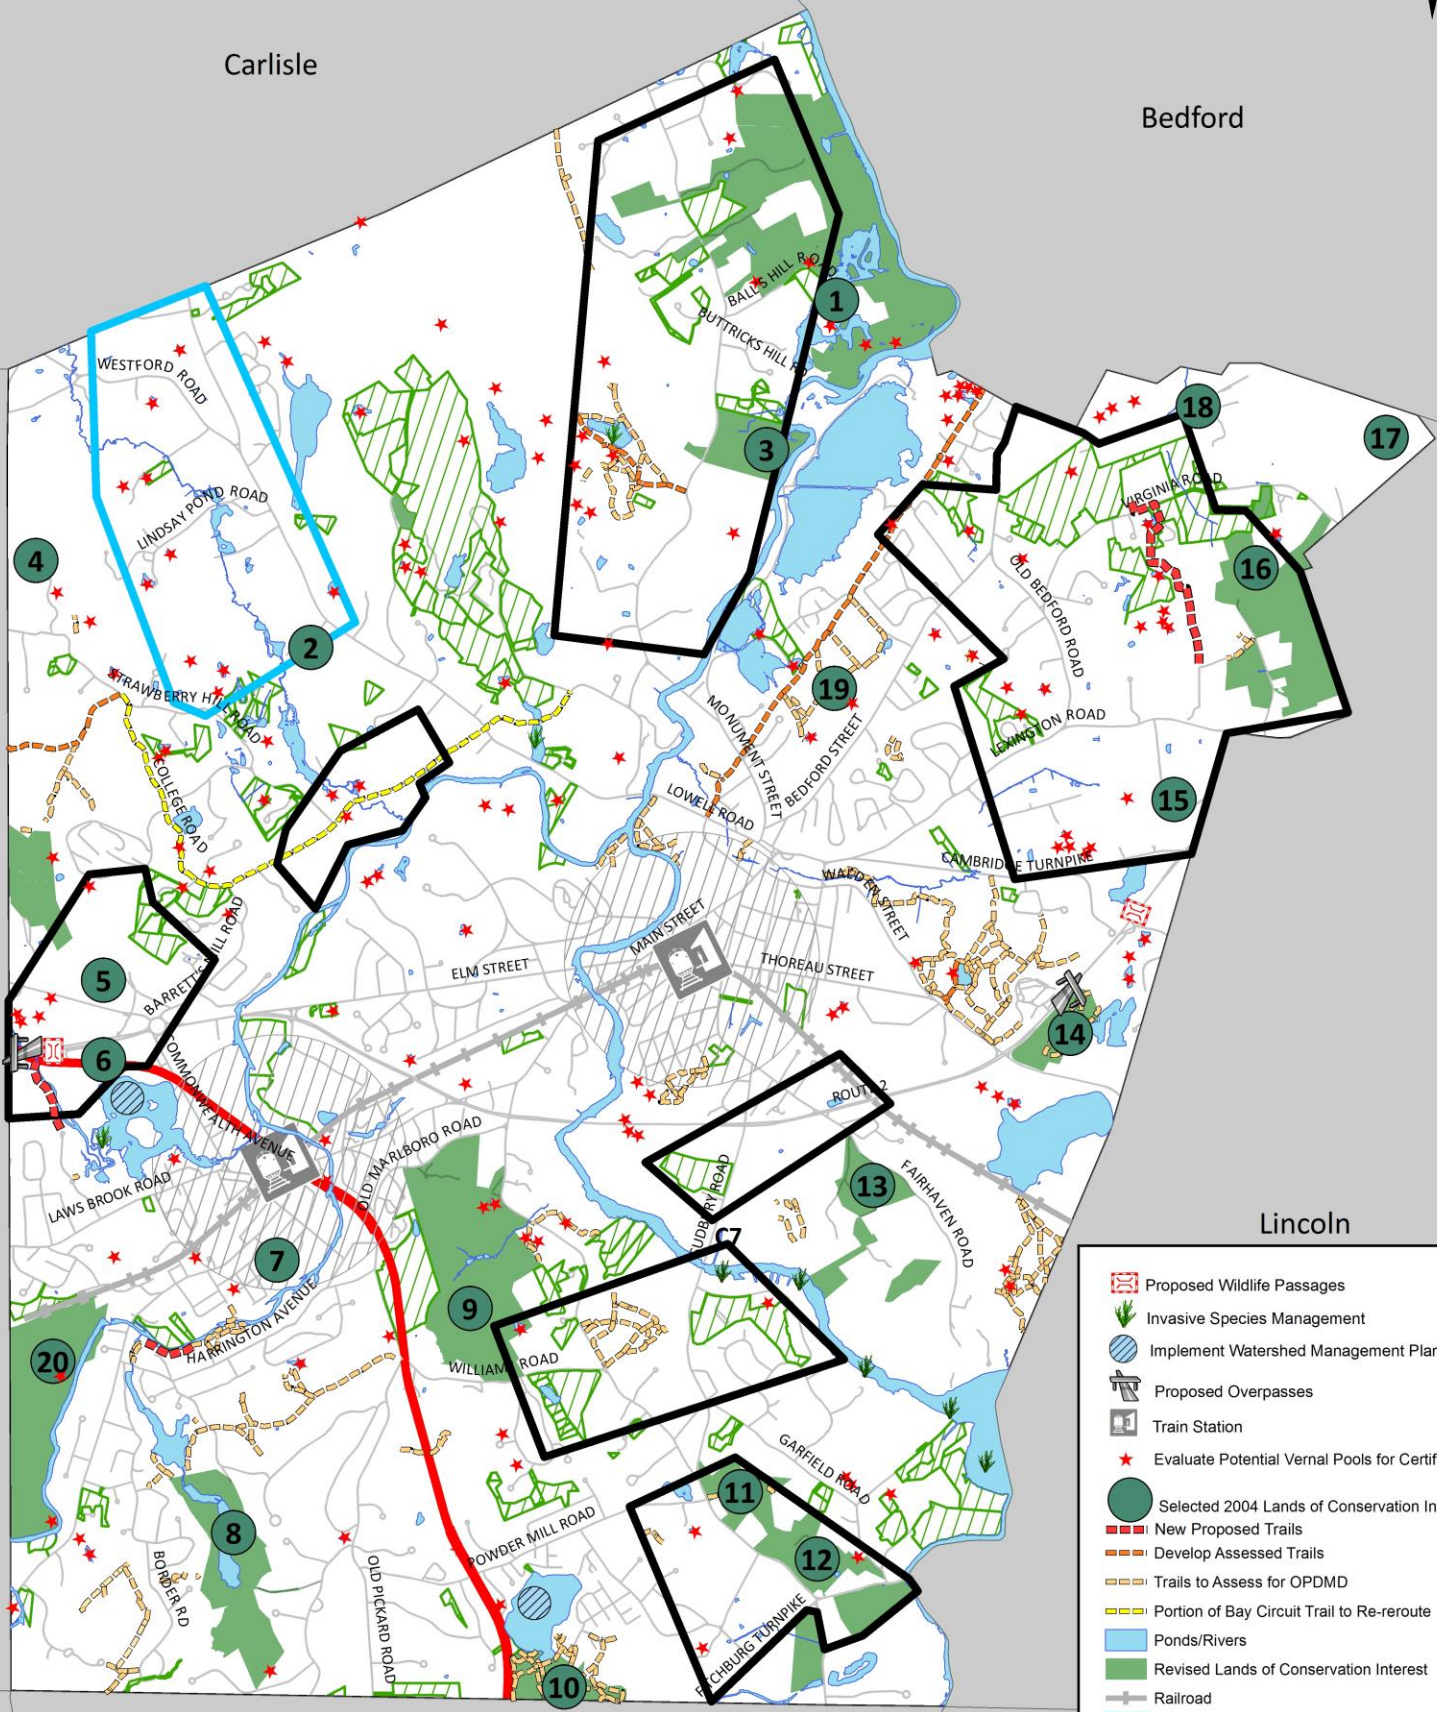 Carlisle
Bedford
BALL'S HILL ROAD
1
BUTTRICKS HILL RD
WESTFORD ROAD
18
17
3
LINDSAY POND ROAD
VIRGINIA ROAD
4
16
OLD BEDFORD ROAD
2
STRAWBERRY HILL ROAD
19
MONUMENT STREET
BEDFORD STREET
LEXINGTON ROAD
COLLEGE ROAD
LOWELL ROAD
15
CAMBRIDGE TURNPIKE
WALDEN STREET
BARRETT'S MILL ROAD
MAIN STREET
ELM STREET
THOREAU STREET
5
14
6
COMMONWEALTH AVENUE
ROUTE 2
OLD MARLBORO ROAD
LAWS BROOK ROAD
SUDBURY ROAD
13
FAIRHAVEN ROAD
C7
Lincoln
7
HARRINGTON AVENUE
9
20
WILLIAMS ROAD
GARFIELD ROAD
11
8
POWDER MILL ROAD
12
BORDER RD
OLD PICKARD ROAD
10
Proposed Wildlife Passages
Invasive Species Management
Implement Watershed Management Plan
Proposed Overpasses
Train Station
Evaluate Potential Vernal Pools for Certif
Selected 2004 Lands of Conservation In
New Proposed Trails
Develop Assessed Trails
Trails to Assess for OPDMD
Portion of Bay Circuit Trail to Re-reroute
Ponds/Rivers
Revised Lands of Conservation Interest
Railroad